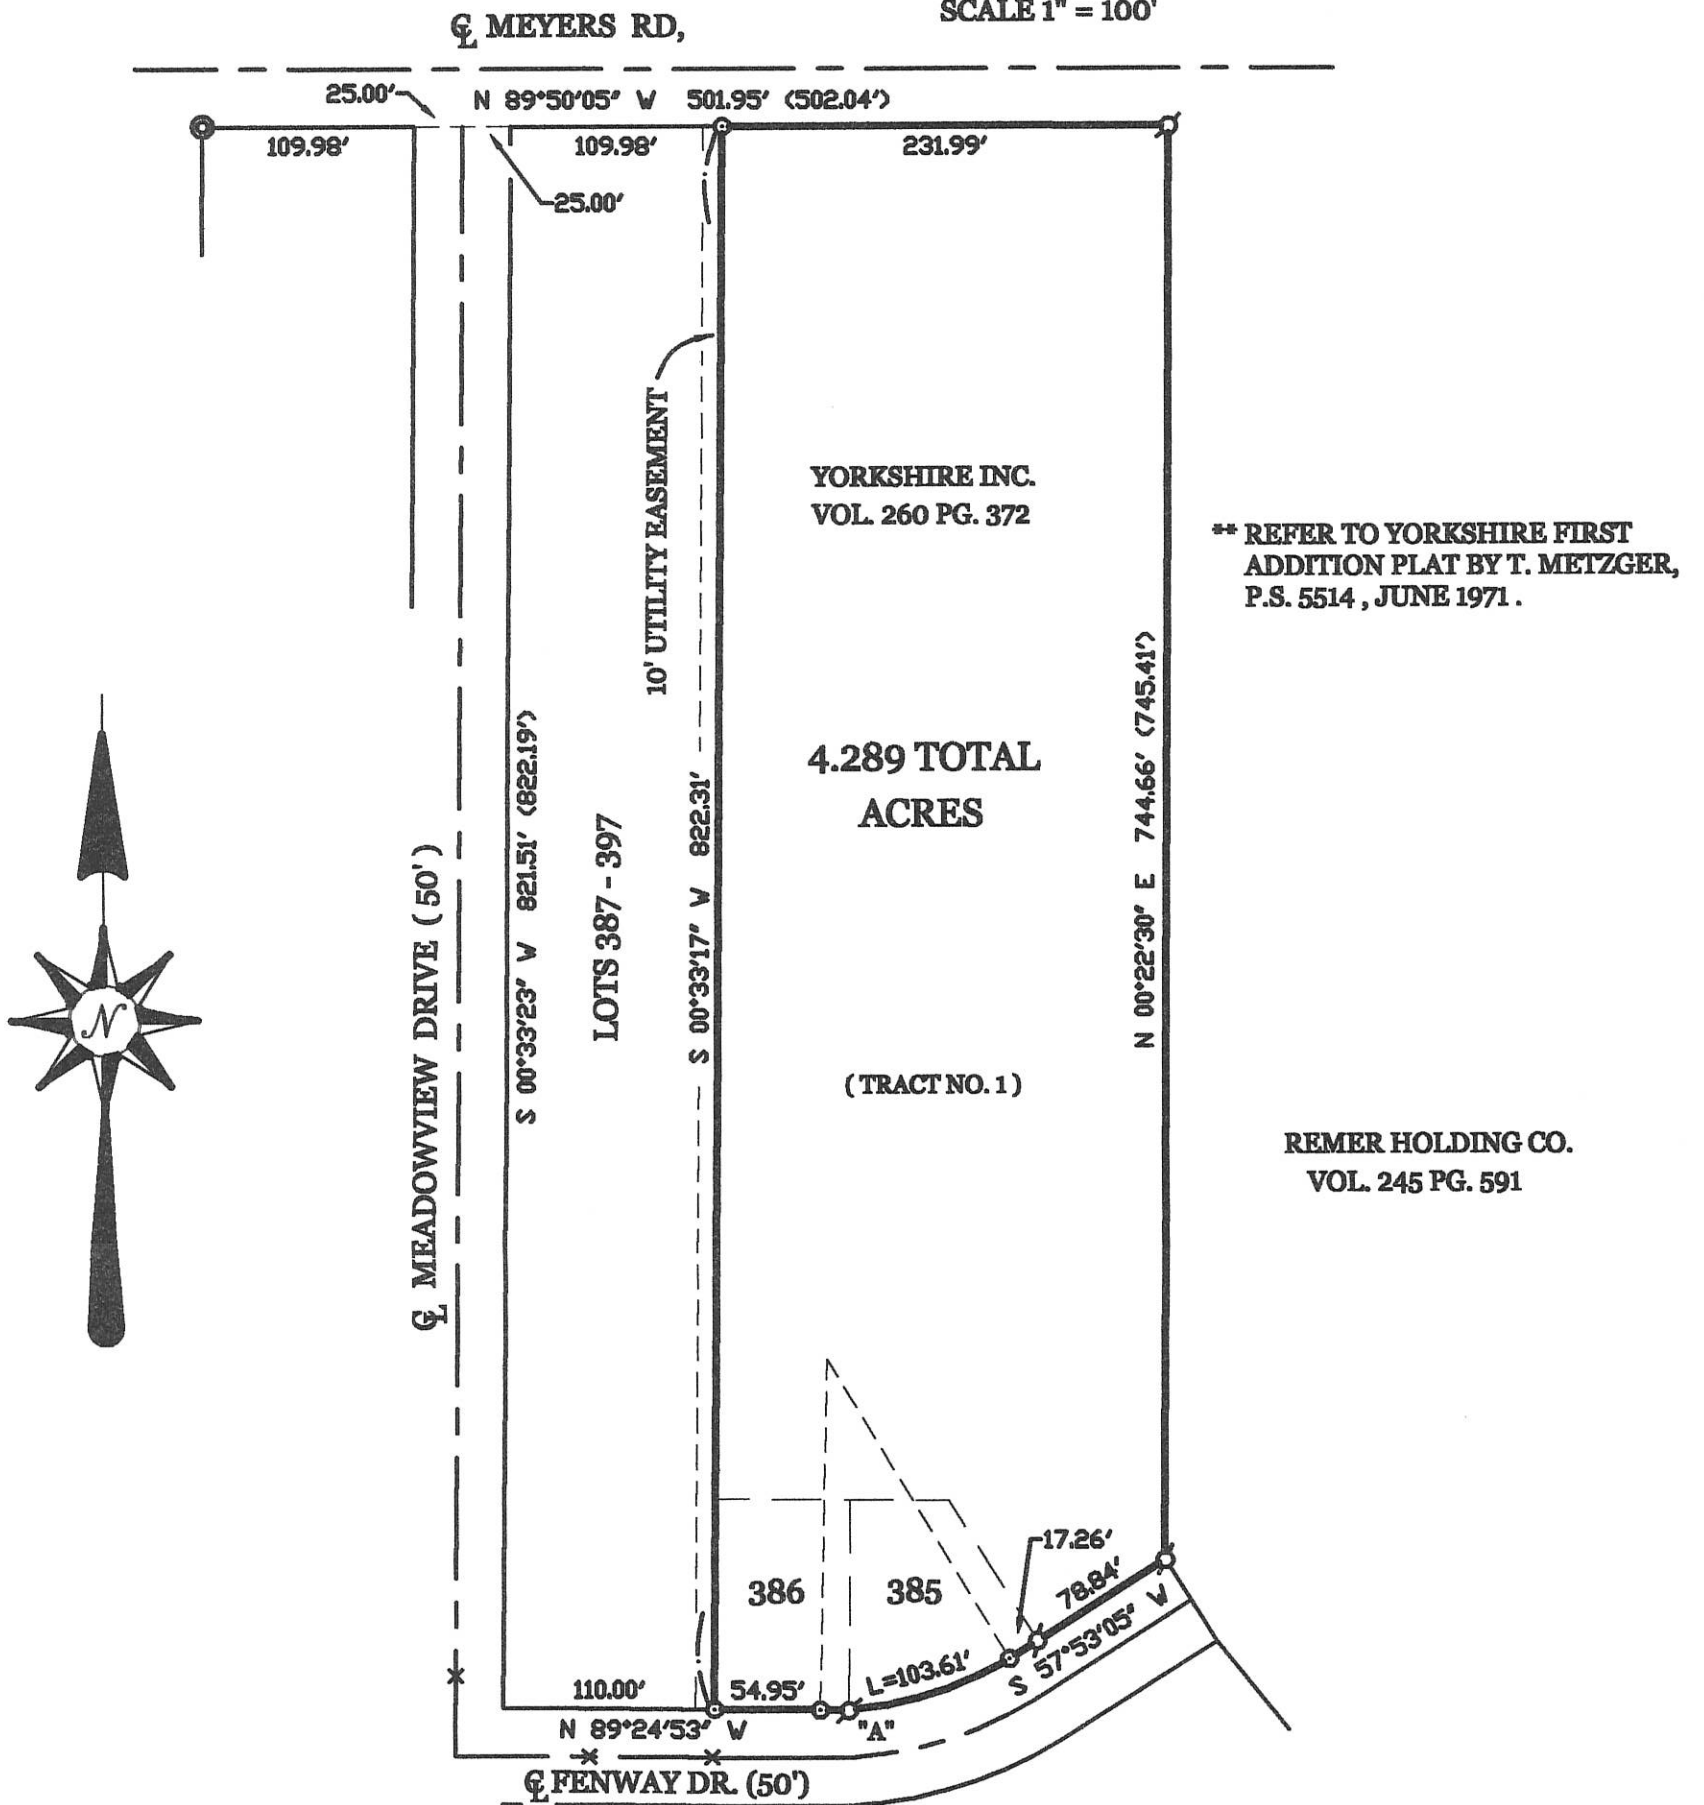 ℄ MEYERS RD,
SCALE 1" = 100'
25.00'
N 89°50'05" W 501.95' (502.04')
109.98'
109.98'
231.99'
25.00'
10' UTILITY EASEMENT
YORKSHIRE INC.
VOL. 260 PG. 372
** REFER TO YORKSHIRE FIRST
ADDITION PLAT BY T. METZGER,
P.S. 5514 , JUNE 1971 .
N 00°22'30" E 744.66' (745.41')
4.289 TOTAL
ACRES
S 00°33'23" W 821.51' (822.19')
S 00°33'17" W 822.31'
LOTS 387 - 397
℄ MEADOWVIEW DRIVE ( 50' )
N
( TRACT NO. 1 )
REMER HOLDING CO.
VOL. 245 PG. 591
17.26'
386
385
78.84'
S 57°53'05" W
L=103.61'
110.00'
54.95'
N 89°24'53" W
"A"
℄ FENWAY DR. (50')